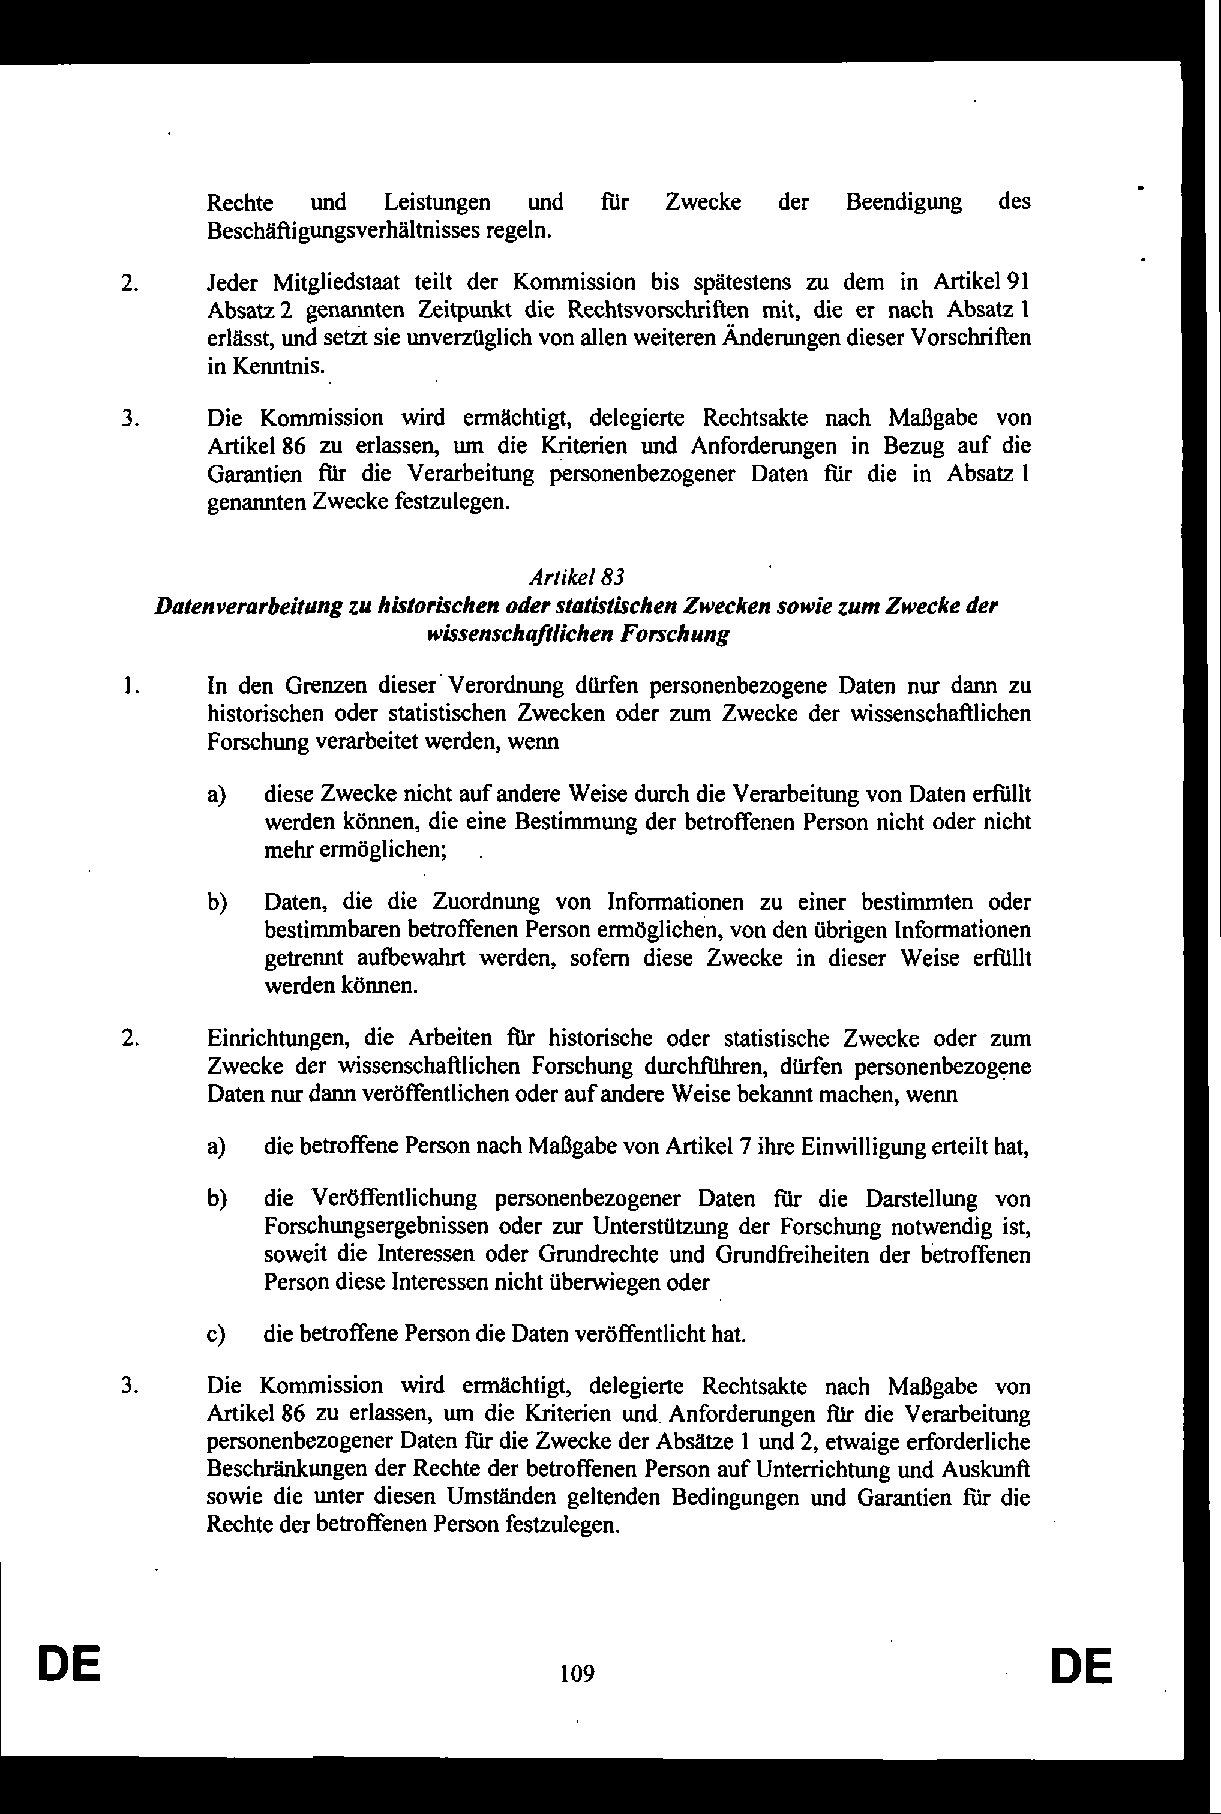 Rechte und Leistungen und für Zwecke der Beendigung des
Beschäftigungsverhältnisses regeln.
2. Jeder Mitgliedstaat teilt der Kommission bis spätestens zu dem in Artikel 91
Absatz 2 genannten Zeitpunkt die Rechtsvorschriften mit, die er nach Absatz 1
erlässt, und setzt sie unverzüglich von allen weiteren Änderungen dieser Vorschriften
in Kenntnis.
3. Die Kommission wird ermächtigt, delegierte Rechtsakte nach Maßgabe von
Artikel 86 zu erlassen, um die Kriterien und Anforderungen in Bezug auf die
Garantien für die Verarbeitung personenbezogener Daten für die in Absatz 1
genannten Zwecke festzulegen.
Artikel 83
Datenverarbeitung zu historischen oder statistischen Zwecken sowie zum Zwecke der
wissenschaftlichen Forschung
1. In den Grenzen dieser Verordnung dürfen personenbezogene Daten nur dann zu
historischen oder statistischen Zwecken oder zum Zwecke der wissenschaftlichen
Forschung verarbeitet werden, wenn
a) diese Zwecke nicht auf andere Weise durch die Verarbeitung von Daten erfüllt
werden können, die eine Bestimmung der betroffenen Person nicht oder nicht
mehr ermöglichen;
b) Daten, die die Zuordnung von Informationen zu einer bestimmten oder
bestimmbaren betroffenen Person ermöglichen, von den übrigen Informationen
getrennt aufbewahrt werden, sofern diese Zwecke in dieser Weise erfüllt
werden können.
2. Einrichtungen, die Arbeiten für historische oder statistische Zwecke oder zum
Zwecke der wissenschaftlichen Forschung durchführen, dürfen personenbezogene
Daten nur dann veröffentlichen oder auf andere Weise bekannt machen, wenn
a) die betroffene Person nach Maßgabe von Artikel 7 ihre Einwilligung erteilt hat,
b) die Veröffentlichung personenbezogener Daten für die Darstellung von
Forschungsergebnissen oder zur Unterstützung der Forschung notwendig ist,
soweit die Interessen oder Grundrechte und Grundfreiheiten der betroffenen
Person diese Interessen nicht überwiegen oder
c) die betroffene Person die Daten veröffentlicht hat.
3. Die Kommission wird ermächtigt, delegierte Rechtsakte nach Maßgabe von
Artikel 86 zu erlassen, um die Kriterien und Anforderungen für die Verarbeitung
personenbezogener Daten für die Zwecke der Absätze 1 und 2, etwaige erforderliche
Beschränkungen der Rechte der betroffenen Person auf Unterrichtung und Auskunft
sowie die unter diesen Umständen geltenden Bedingungen und Garantien für die
Rechte der betroffenen Person festzulegen.
DE 109 DE